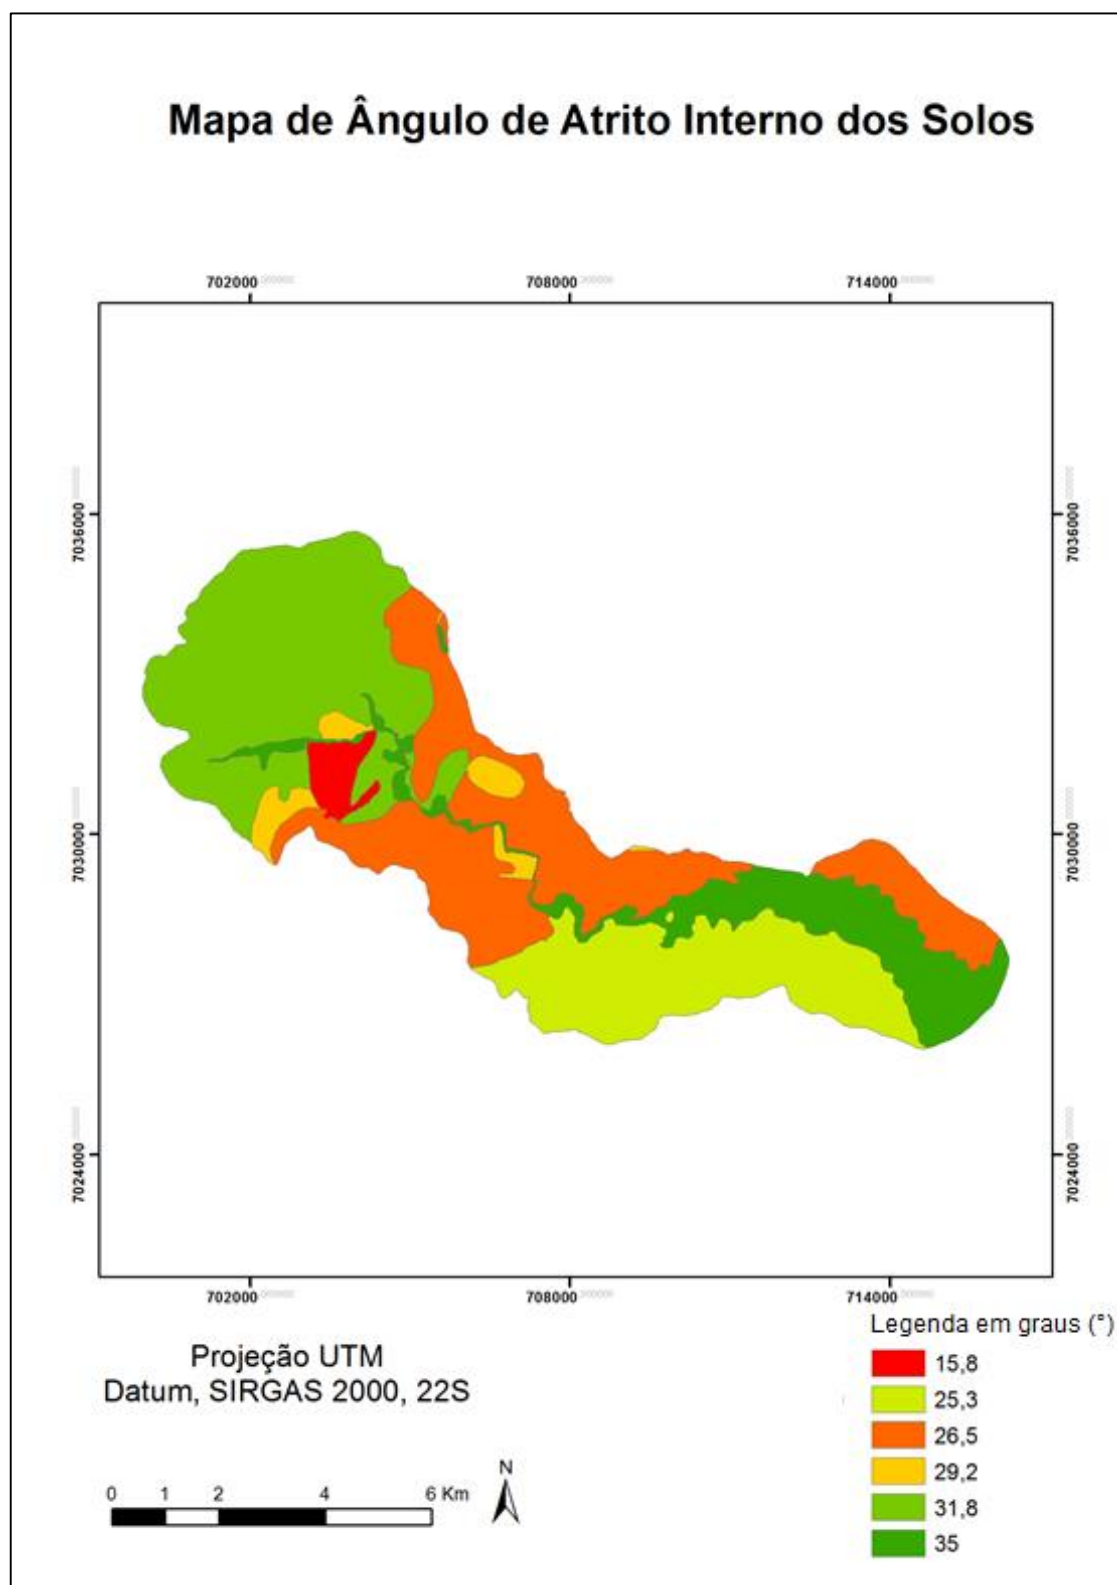 Mapa de Ângulo de Atrito Interno dos Solos
702000 708000 714000
7036000 7036000
7030000 7030000
7024000 7024000
702000 708000 714000
Legenda em graus (°)
Projeção UTM
Datum, SIRGAS 2000, 22S
15,8
25,3
26,5
29,2
31,8
35
N
0 1 2 4 6 Km